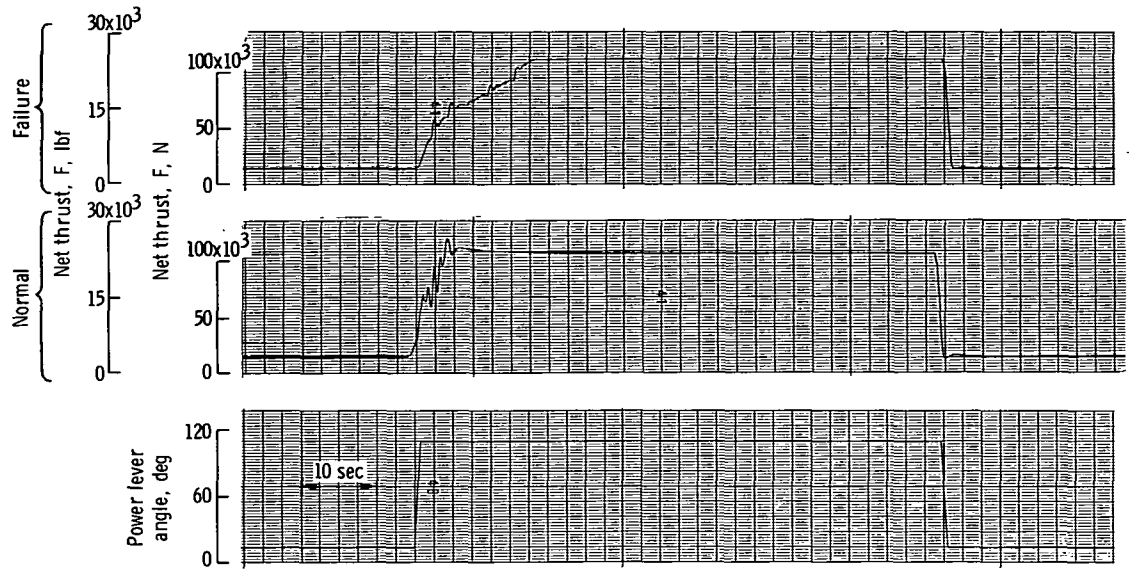 Failure
Net thrust, F, lbf
30x10³
15
0
Net thrust, F, N
100x10³
50
0
Normal
30x10³
15
0
100x10³
50
0
Power lever
angle, deg
120
60
0
10 sec